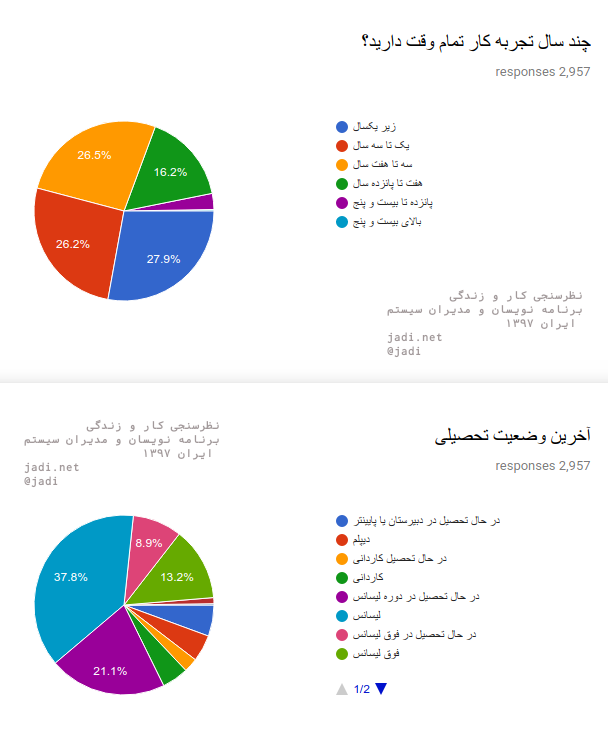 چند سال تجربه کار تمام وقت دارید؟
2,957 responses
26.5%
16.2%
26.2%
27.9%
زیر یکسال
یک تا سه سال
سه تا هفت سال
هفت تا پانزده سال
پانزده تا بیست و پنج
بالای بیست و پنج
نظرسنجی کار و زندگی
برنامه نویسان و مدیران سیستم
ایران ۱۳۹۷
jadi.net
@jadi
نظرسنجی کار و زندگی
برنامه نویسان و مدیران سیستم
ایران ۱۳۹۷
jadi.net
@jadi
آخرین وضعیت تحصیلی
2,957 responses
37.8%
8.9%
13.2%
21.1%
در حال تحصیل در دبیرستان یا پایینتر
دیپلم
در حال تحصیل کاردانی
کاردانی
در حال تحصیل در دوره لیسانس
لیسانس
در حال تحصیل در فوق لیسانس
فوق لیسانس
1/2